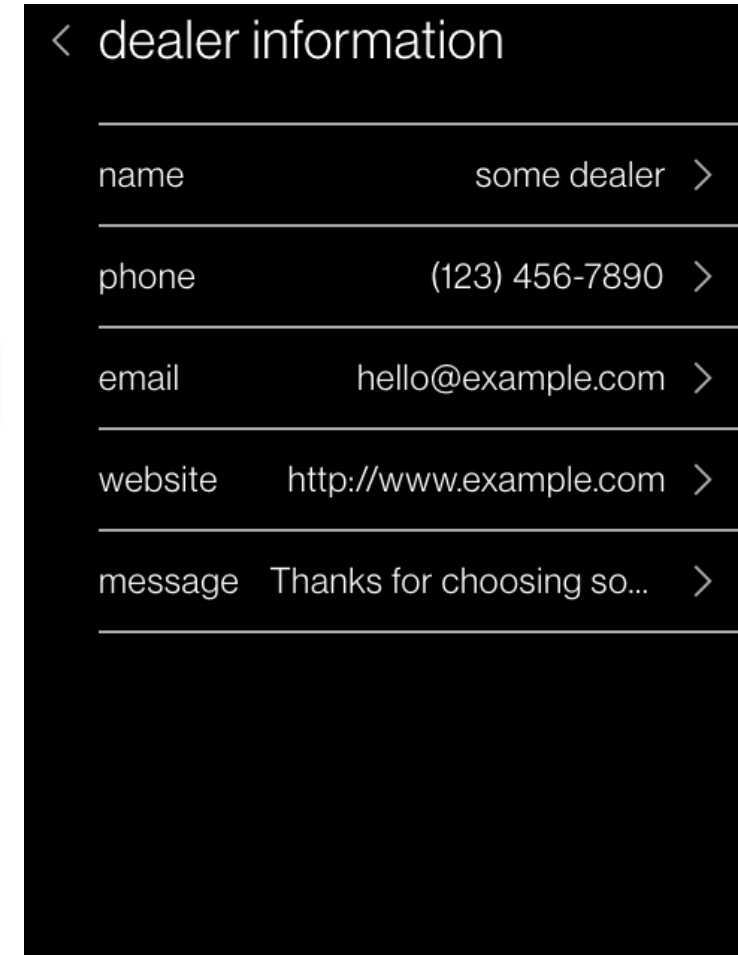 dealer information
name some dealer
phone (123) 456-7890
email hello@example.com
website http://www.example.com
message Thanks for choosing so...